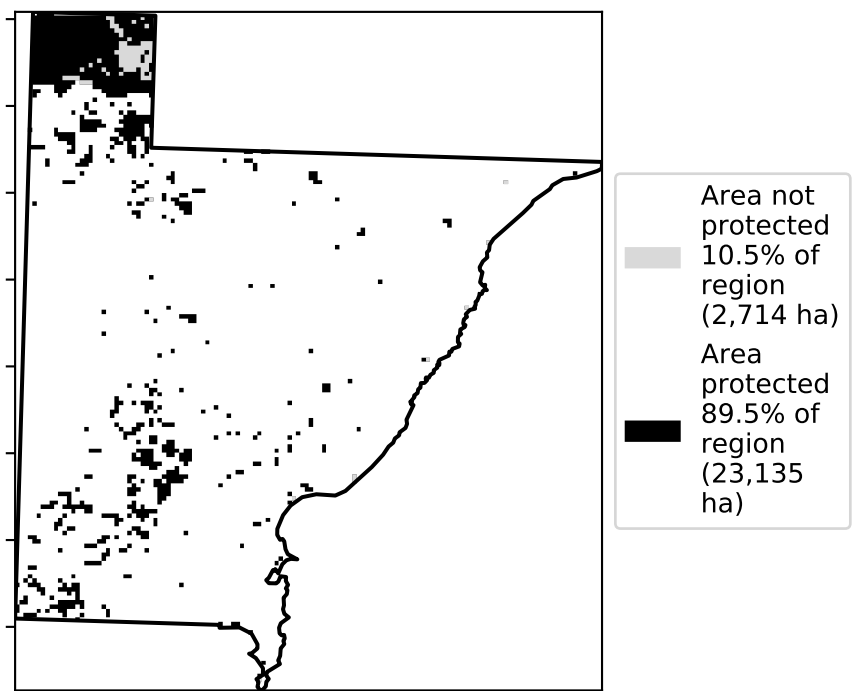 Area not
protected
10.5% of
region
(2,714 ha)
Area
protected
89.5% of
region
(23,135
ha)